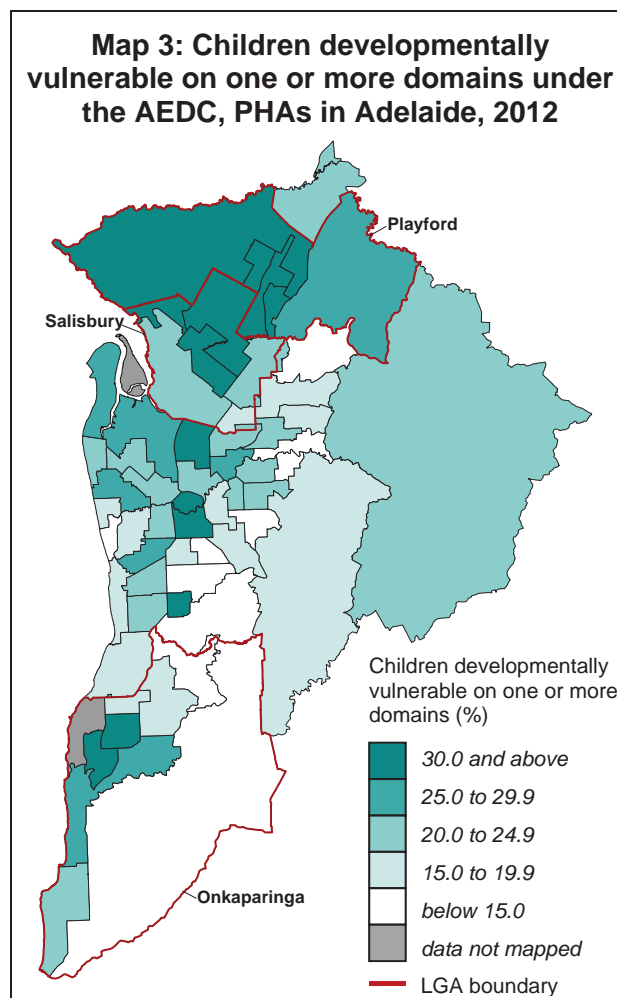 Map 3: Children developmentally
vulnerable on one or more domains under
the AEDC, PHAs in Adelaide, 2012
Playford
Salisbury
Onkaparinga
Children developmentally
vulnerable on one or more
domains (%)
30.0 and above
25.0 to 29.9
20.0 to 24.9
15.0 to 19.9
below 15.0
data not mapped
LGA boundary